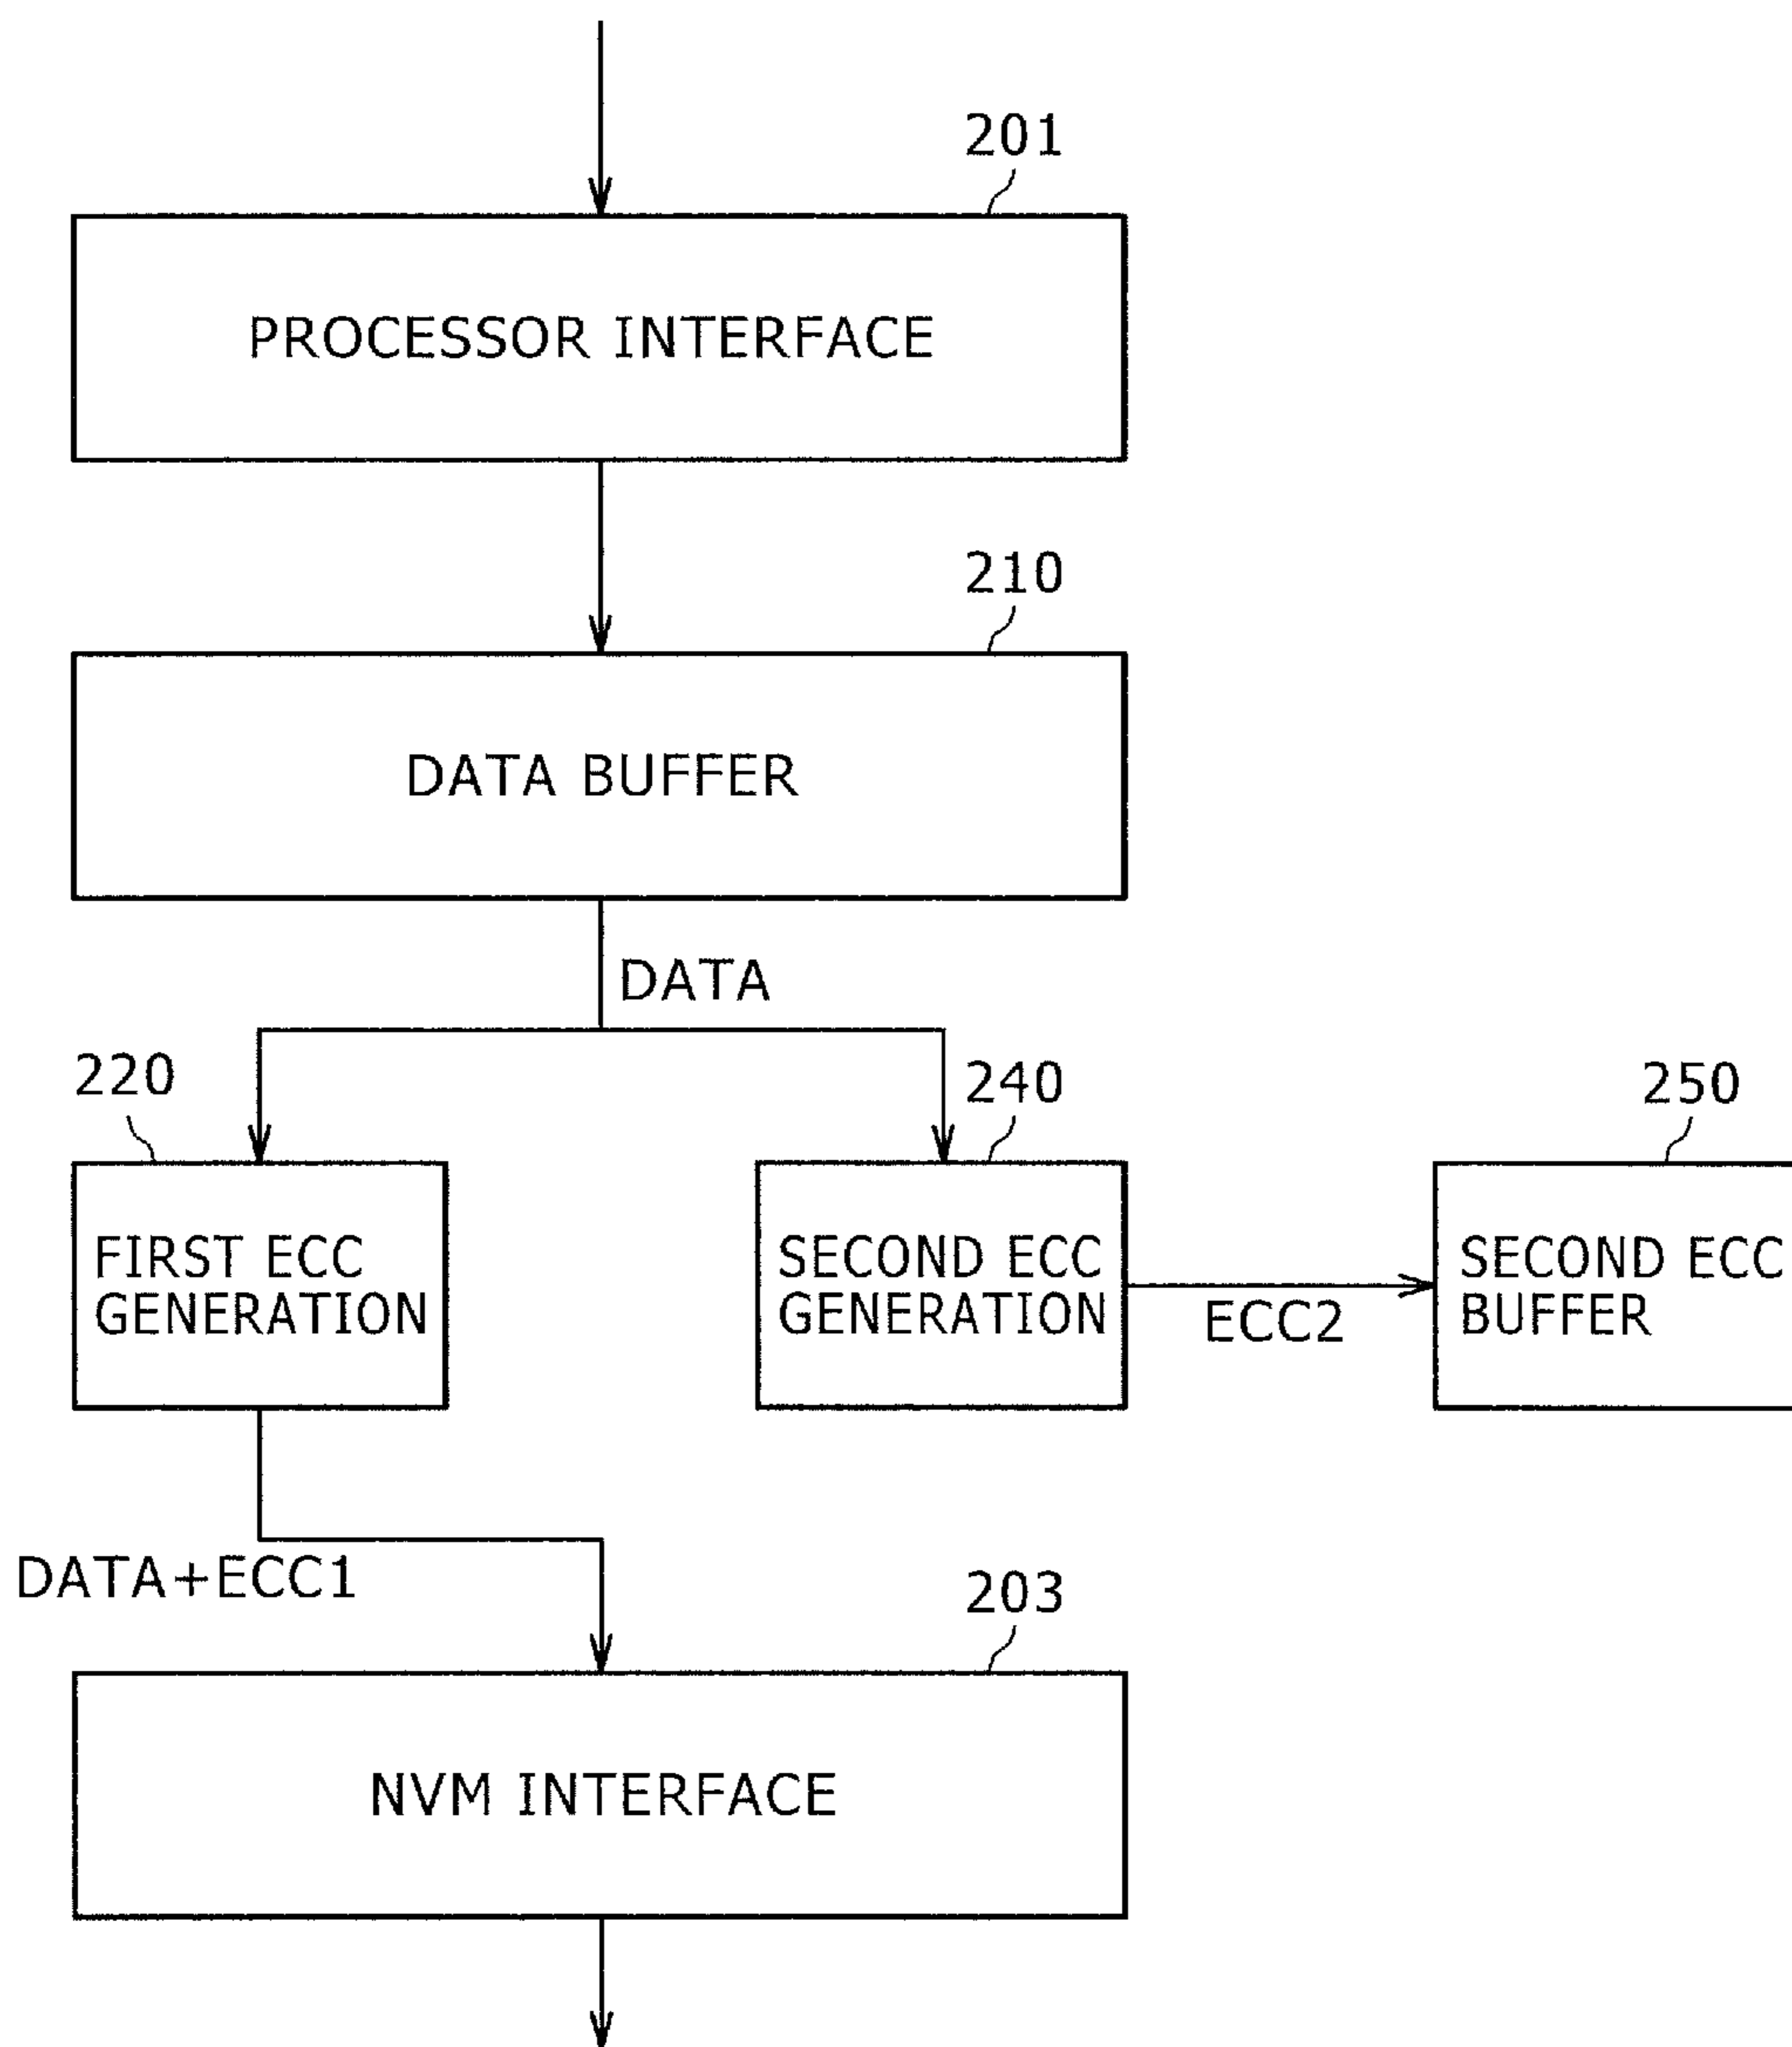 201
PROCESSOR INTERFACE
210
DATA BUFFER
DATA
220
240
250
FIRST ECC
GENERATION
SECOND ECC
GENERATION
ECC2
SECOND ECC
BUFFER
DATA+ECC1
203
NVM INTERFACE